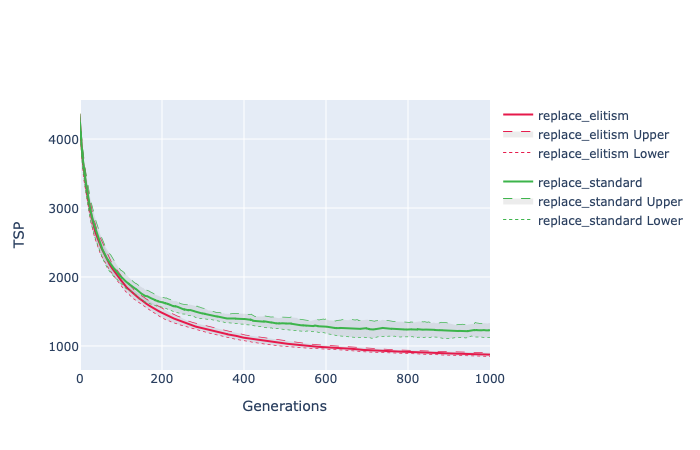 TSP
4000
3000
2000
1000
0
200
400
600
800
1000
Generations
replace_elitism
replace_elitism Upper
replace_elitism Lower
replace_standard
replace_standard Upper
replace_standard Lower